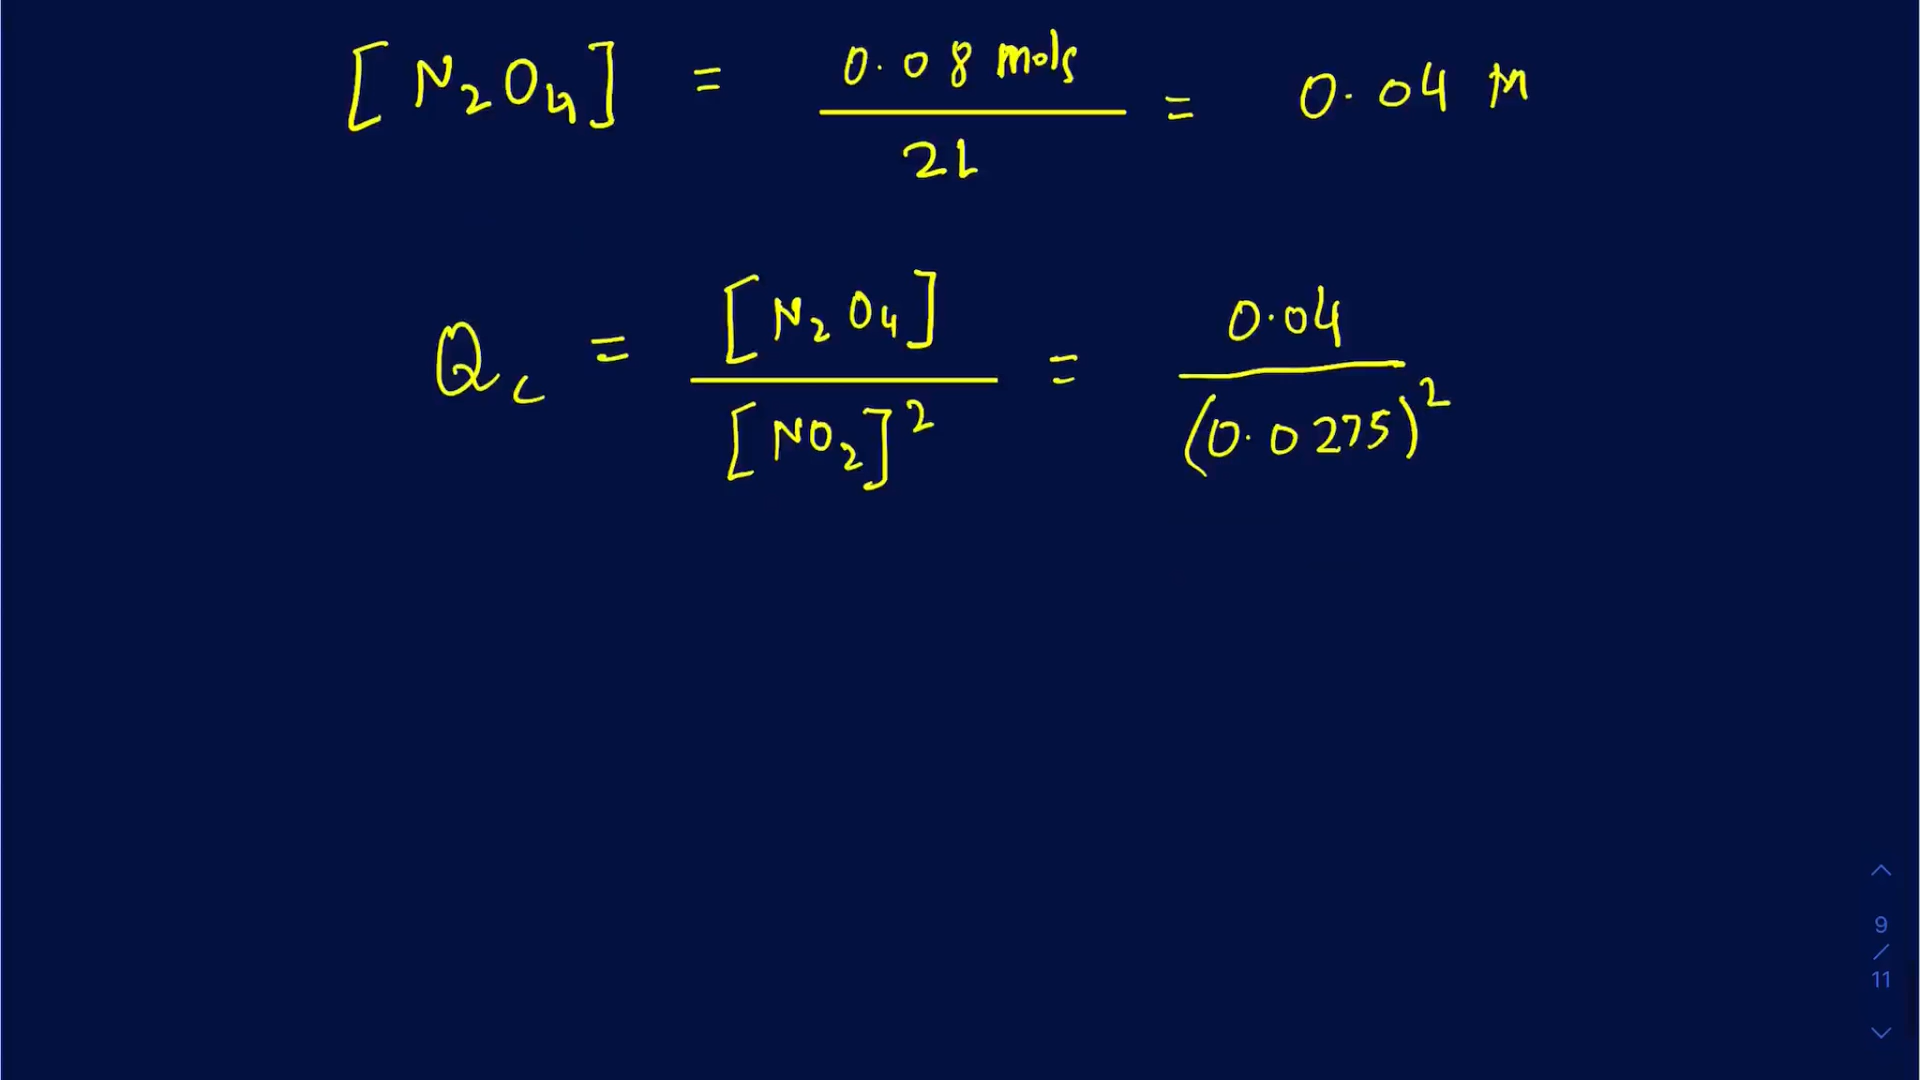 [N₂O₄] = 0.08 mols / 2L = 0.04 M
Qc = [N₂O₄] / [NO₂]² = 0.04 / (0.0275)²
9
/
11